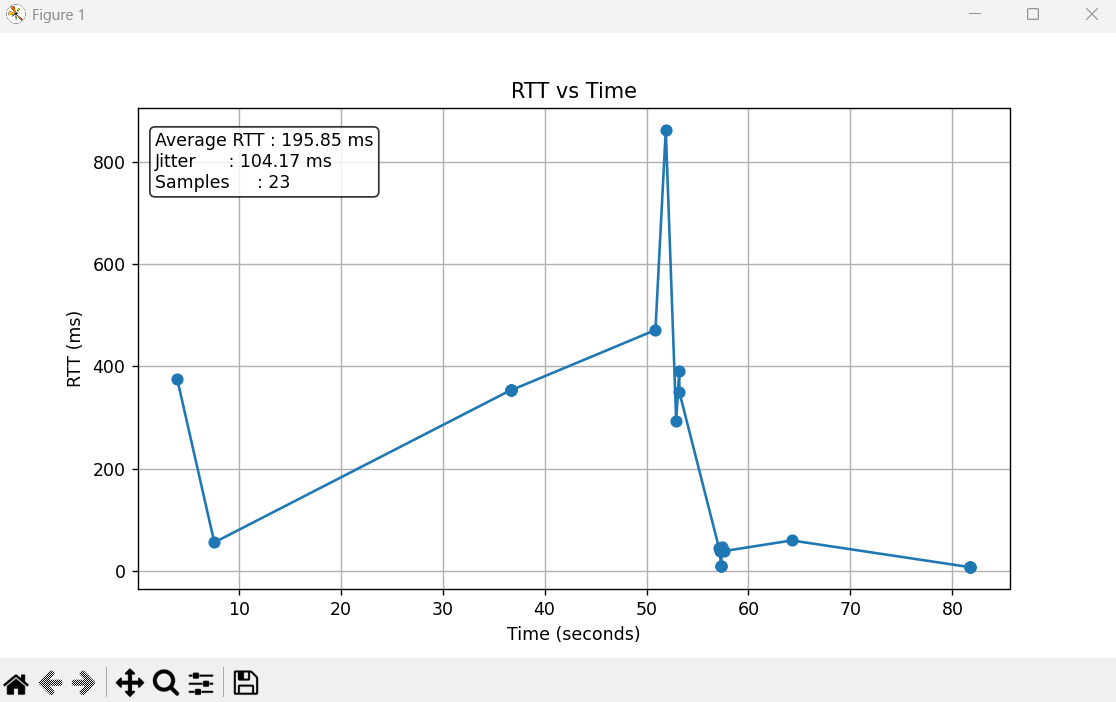 Figure 1
RTT vs Time
Average RTT : 195.85 ms
Jitter : 104.17 ms
Samples : 23
800
600
400
200
0
RTT (ms)
10 20 30 40 50 60 70 80
Time (seconds)